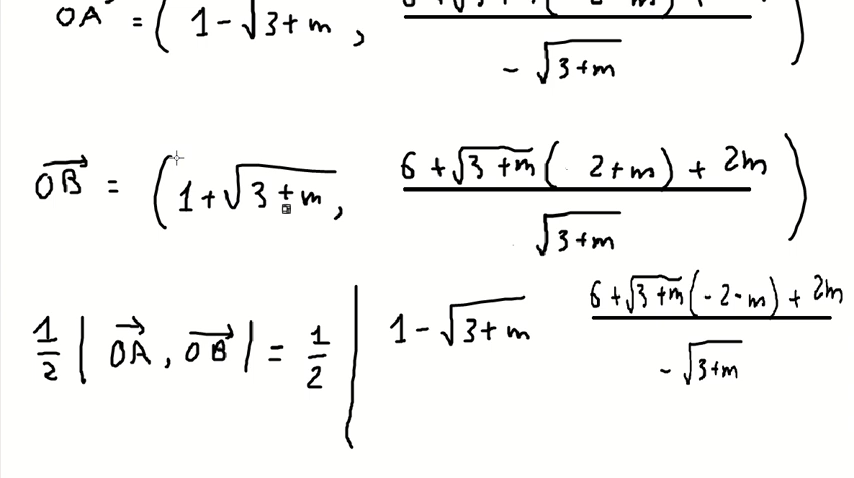 OA = (1-√3+m,
-√3+m)
OB = (1+√3+m, 6+√3+m(2+m)+2m
√3+m)
1/2 | OA, OB | = 1/2 | 1-√3+m 6+√3+m(-2-m)+2m
-√3+m